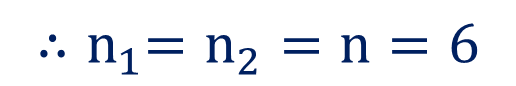 ∴ n₁= n₂ = n = 6